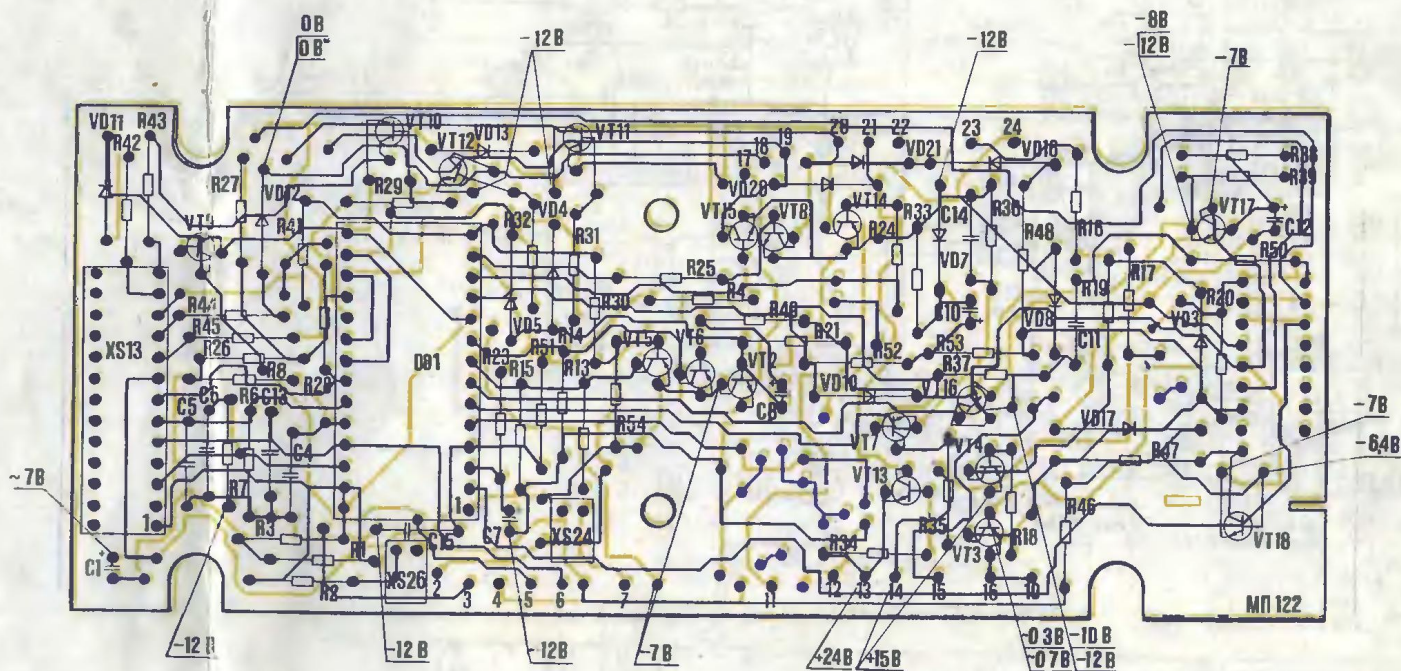 0В
0В
-12В
-12В
-8В
-12В
-7В
VD11 R42 R43
VT10 VT12 VD13 VT11
17 18 19 20 21 22 23 24
VD21 VD16
R38
R39
R27 VD12 R29
VD28
VT9 R41
R32 VD4 R31
VT15 VT8 VT14 R33 C14 R36
R24
VT17
C12
R48 R16
R50
R25 VD7
R17
R19 R20
R44 R30 R4
R45 VD5 R14 R40 R21
VD8 VD3
XS13 R26 DD1
R23 R51 VT5 VT6 VT2 R52 R53 C11
R8 R15 R13 R37
R28
VD10 VT16
C5 C6 R6 C13 C8
R54 VD17
C4 VT7 VT4
R47
VT13
-7В
-6,4В
~7В
R7
1 1
R46
R3 C15 C7 XS24
R35 R18
R34 VT3
VT18
C1 R1
XS26
R2
2 3 4 5 6 7 11 12 13 14 15 16 10
МП 122
-12В
-12В
-12В
-7В
+24В
+15В
-0,3В
~0,7В
-10В
-12В